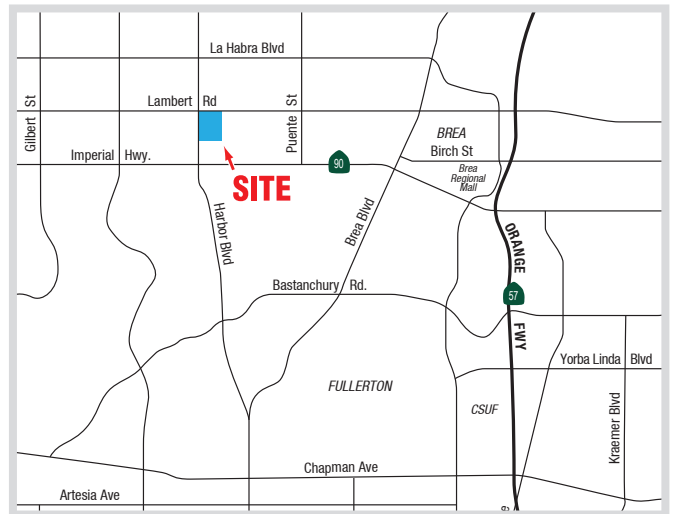 La Habra Blvd
Gilbert St
Lambert Rd
Puente St
BREA
Birch St
Imperial Hwy.
90
Brea
Regional
Mall
SITE
Harbor Blvd
Brea Blvd
ORANGE
FWY
57
Bastanchury Rd.
Yorba Linda Blvd
FULLERTON
CSUF
Kraemer Blvd
Chapman Ave
Artesia Ave